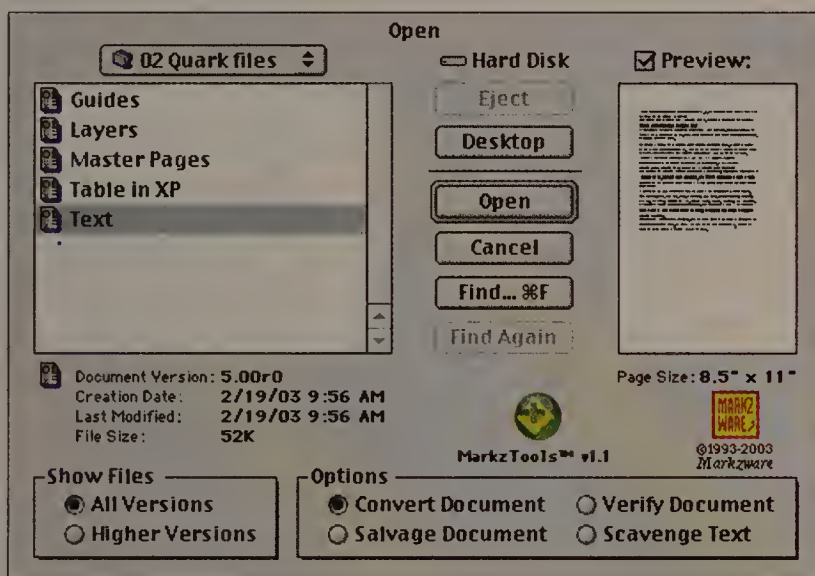 Open
02 Quark files
Hard Disk
Preview:
Guides
Layers
Master Pages
Table in XP
Text
Eject
Desktop
Open
Cancel
Find... ⌘F
Find Again
Document Version: 5.00r0
Creation Date: 2/19/03 9:56 AM
Last Modified: 2/19/03 9:56 AM
File Size: 52K
Page Size: 8.5" x 11"
MarkzTools™ v1.1
MARKZ
WARE
©1993-2003
Markzware
Show Files
All Versions
Higher Versions
Options
Convert Document
Verify Document
Salvage Document
Scavenge Text